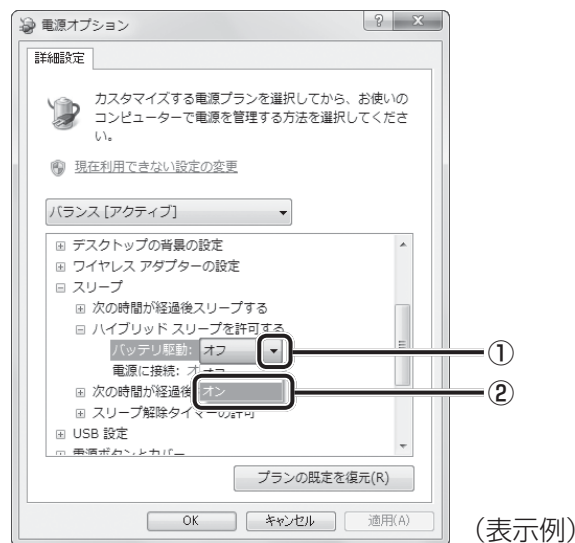 電源オプション
詳細設定
カスタマイズする電源プランを選択してから、お使いの
コンピューターで電源を管理する方法を選択してくださ
い。
現在利用できない設定の変更
バランス [アクティブ]
デスクトップの背景の設定
ワイヤレス アダプターの設定
スリープ
次の時間が経過後スリープする
ハイブリッド スリープを許可する
バッテリ駆動: オフ ①
電源に接続:
次の時間が経過後 オン ②
スリープ解除タイマーの許可
USB 設定
電源ボタンとカバー
プランの既定を復元(R)
OK キャンセル 適用(A)
(表示例)